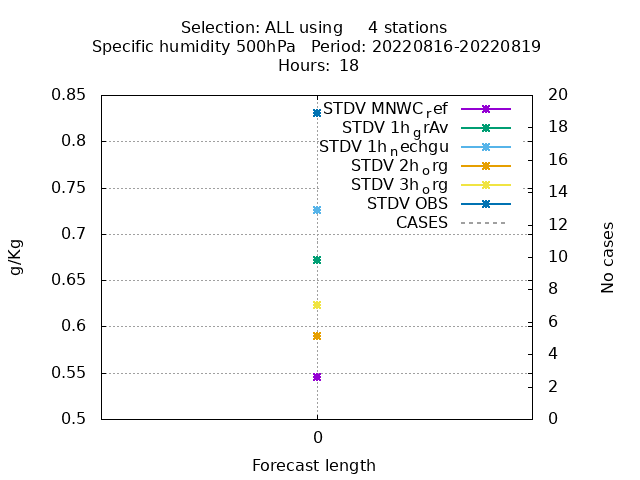 Selection: ALL using     4 stations
Specific humidity 500hPa   Period: 20220816-20220819
Hours: 18
0.85
0.8
0.75
0.7
0.65
0.6
0.55
0.5
g/Kg
STDV MNWC_ref
STDV 1h_grAv
STDV 1h_nechgu
STDV 2h_org
STDV 3h_org
STDV OBS
CASES
20
18
16
14
12
10
8
6
4
2
0
No cases
0
Forecast length